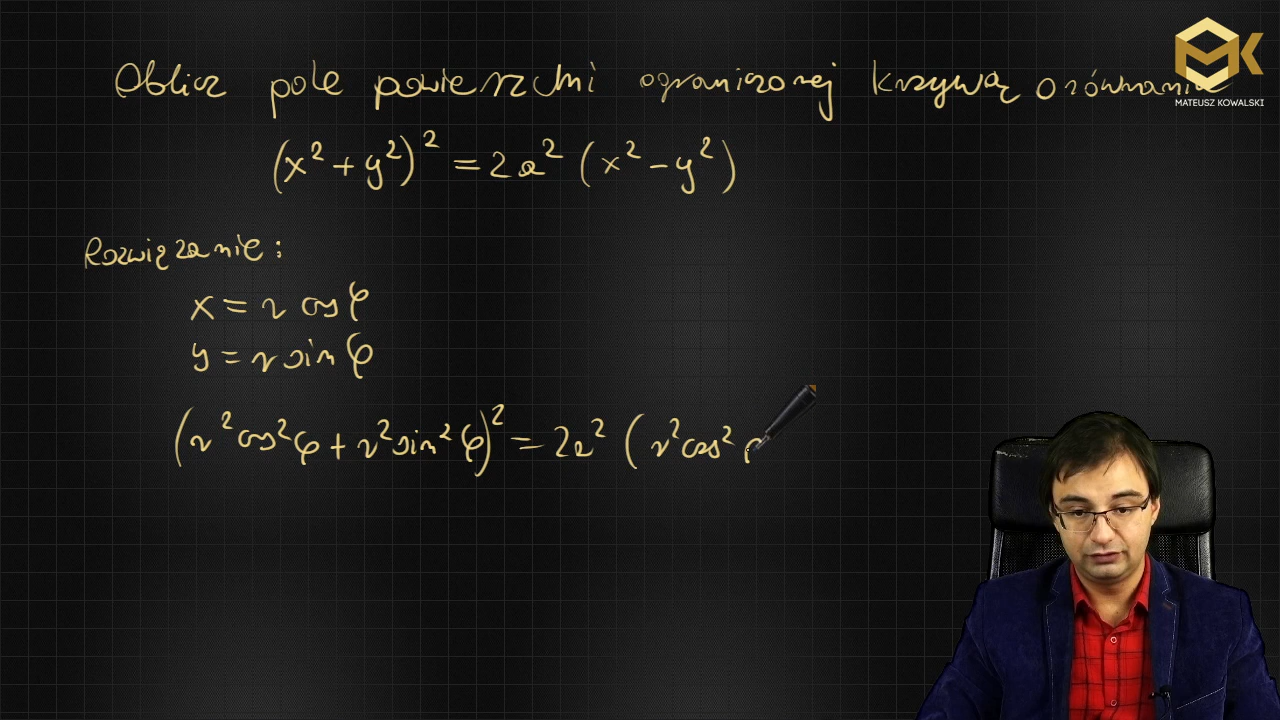 Oblicz pole powierzchni ograniczonej krzywą o równaniu
(x² + y²)² = 2a² (x² − y²)
Rozwiązanie:
x = r cos φ
y = r sin φ
(r² cos² φ + r² sin² φ)² = 2a² (r² cos² φ
MK
MATEUSZ KOWALSKI